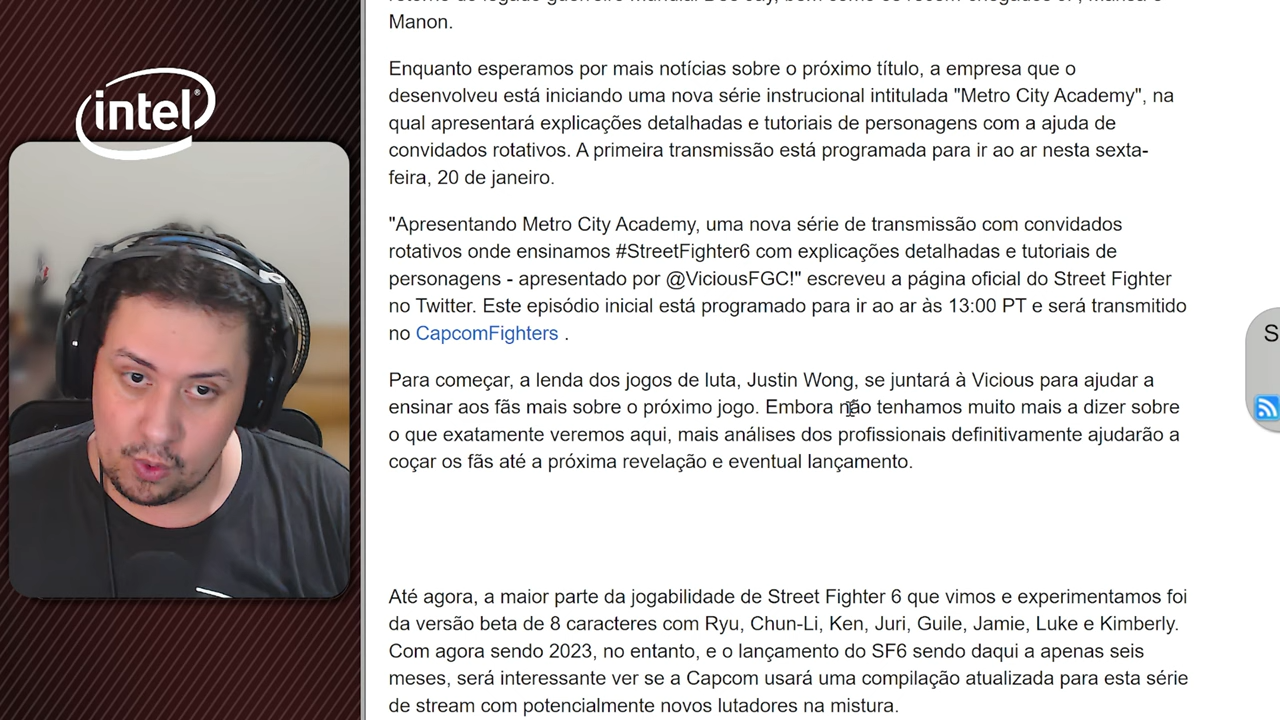 intel
Manon.
Enquanto esperamos por mais notícias sobre o próximo título, a empresa que o
desenvolveu está iniciando uma nova série instrucional intitulada "Metro City Academy", na
qual apresentará explicações detalhadas e tutoriais de personagens com a ajuda de
convidados rotativos. A primeira transmissão está programada para ir ao ar nesta sexta-
feira, 20 de janeiro.
"Apresentando Metro City Academy, uma nova série de transmissão com convidados
rotativos onde ensinamos #StreetFighter6 com explicações detalhadas e tutoriais de
personagens - apresentado por @ViciousFGC!" escreveu a página oficial do Street Fighter
no Twitter. Este episódio inicial está programado para ir ao ar às 13:00 PT e será transmitido
no CapcomFighters .
Para começar, a lenda dos jogos de luta, Justin Wong, se juntará à Vicious para ajudar a
ensinar aos fãs mais sobre o próximo jogo. Embora não tenhamos muito mais a dizer sobre
o que exatamente veremos aqui, mais análises dos profissionais definitivamente ajudarão a
coçar os fãs até a próxima revelação e eventual lançamento.
Até agora, a maior parte da jogabilidade de Street Fighter 6 que vimos e experimentamos foi
da versão beta de 8 caracteres com Ryu, Chun-Li, Ken, Juri, Guile, Jamie, Luke e Kimberly.
Com agora sendo 2023, no entanto, e o lançamento do SF6 sendo daqui a apenas seis
meses, será interessante ver se a Capcom usará uma compilação atualizada para esta série
de stream com potencialmente novos lutadores na mistura.